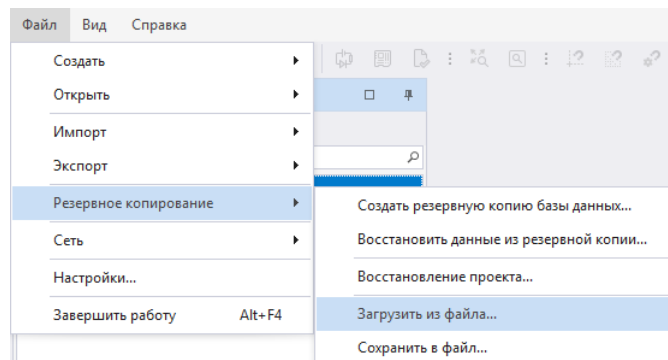 Файл Вид Справка
Создать
Открыть
Импорт
Экспорт
Резервное копирование
Сеть
Настройки...
Завершить работу Alt+F4
Создать резервную копию базы данных...
Восстановить данные из резервной копии...
Восстановление проекта...
Загрузить из файла...
Сохранить в файл...